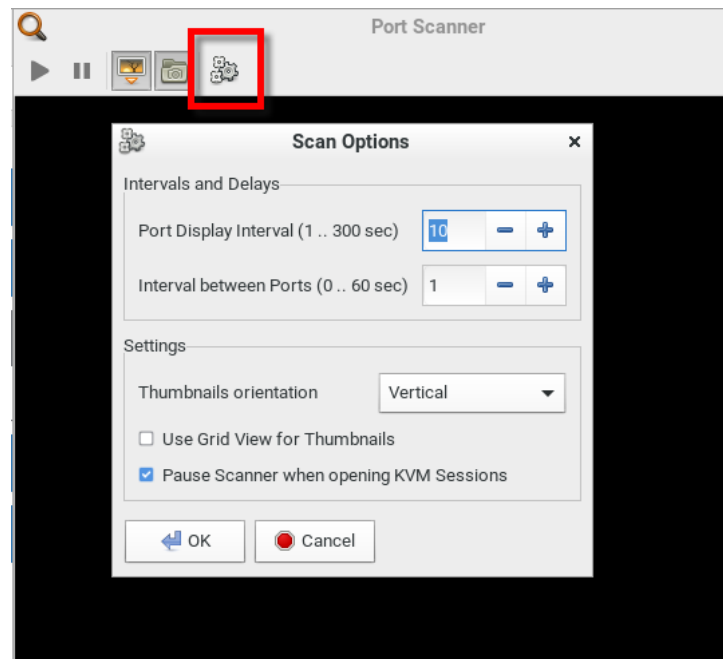 Port Scanner
Scan Options
Intervals and Delays
Port Display Interval (1 .. 300 sec) 10
Interval between Ports (0 .. 60 sec) 1
Settings
Thumbnails orientation Vertical
Use Grid View for Thumbnails
Pause Scanner when opening KVM Sessions
OK Cancel